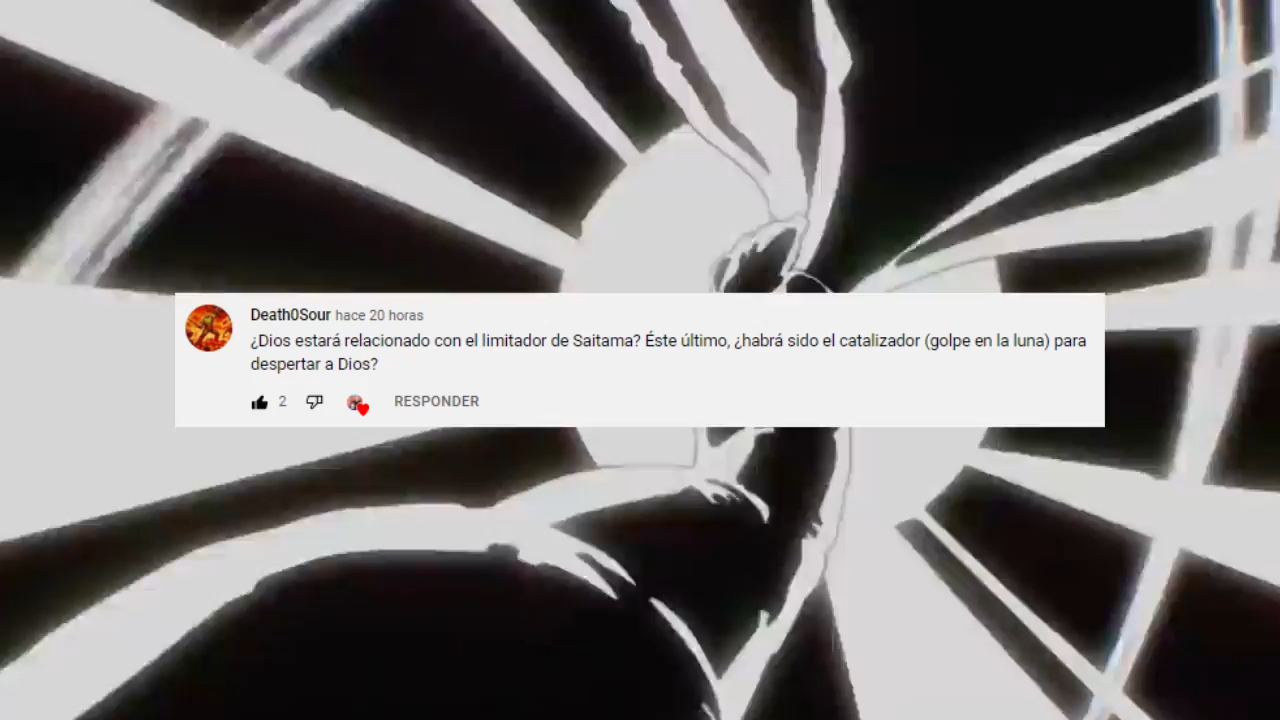 Death0Sour hace 20 horas
¿Dios estará relacionado con el limitador de Saitama? Éste último, ¿habrá sido el catalizador (golpe en la luna) para
despertar a Dios?
2 RESPONDER